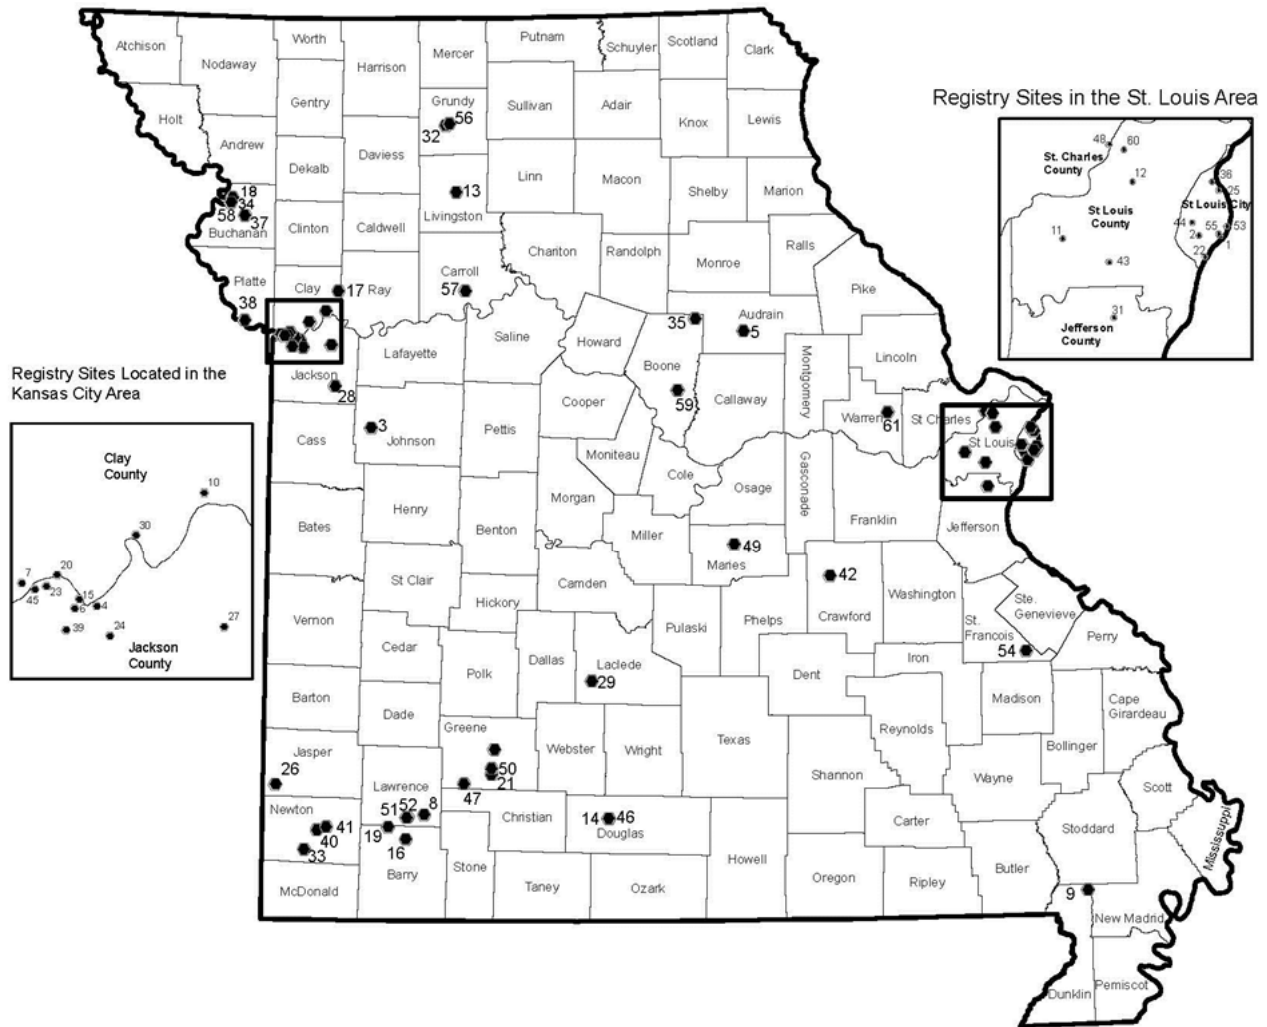 Atchison
Nodaway
Worth
Harrison
Mercer
Putnam
Schuyler
Scotland
Clark
Holt
Gentry
Grundy
56
32
Sullivan
Adair
Knox
Lewis
Andrew
Dekalb
Daviess
Linn
Macon
Shelby
Marion
18
34
58
37
Buchanan
Clinton
Caldwell
13
Livingston
Chariton
Randolph
Monroe
Ralls
Platte
38
Clay
17
Ray
Carroll
57
Pike
Saline
Howard
35
Audrain
5
Lafayette
Boone
59
Callaway
Montgomery
Lincoln
Jackson
28
Cooper
Warren
61
St Charles
St Louis
Cass
3
Johnson
Pettis
Moniteau
Cole
Osage
Gasconade
Franklin
Jefferson
Bates
Henry
Benton
Morgan
Miller
49
Maries
42
Crawford
Washington
St Clair
Camden
Hickory
Vernon
Cedar
Polk
Dallas
Laclede
29
Pulaski
Phelps
Dent
Iron
St.
Francois
54
Ste.
Genevieve
Perry
Barton
Dade
Greene
Webster
Wright
Texas
Reynolds
Madison
Cape
Girardeau
Bollinger
Jasper
26
Lawrence
50
21
47
Shannon
Wayne
Scott
Newton
41
40
33
51
52
8
19
16
Barry
Christian
14
46
Douglas
Carter
Stoddard
Mississippi
McDonald
Stone
Taney
Ozark
Howell
Oregon
Ripley
Butler
9
New Madrid
Dunklin
Pemiscot
Registry Sites in the St. Louis Area
48
60
St. Charles
County
12
36
25
St Louis City
St Louis
County
44
2
55
53
1
22
11
43
31
Jefferson
County
Registry Sites Located in the
Kansas City Area
Clay
County
10
30
7
20
45
23
15
6
4
39
24
27
Jackson
County